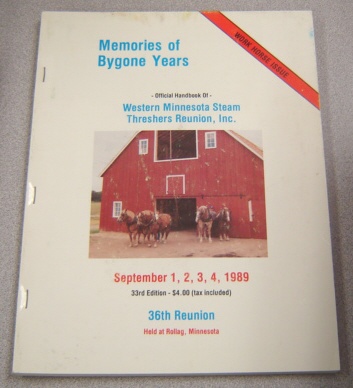 WORK HORSE ISSUE
Memories of
Bygone Years
- Official Handbook Of -
Western Minnesota Steam
Threshers Reunion, Inc.
September 1, 2, 3, 4, 1989
33rd Edition - $4.00 (tax included)
36th Reunion
Held at Rollag, Minnesota